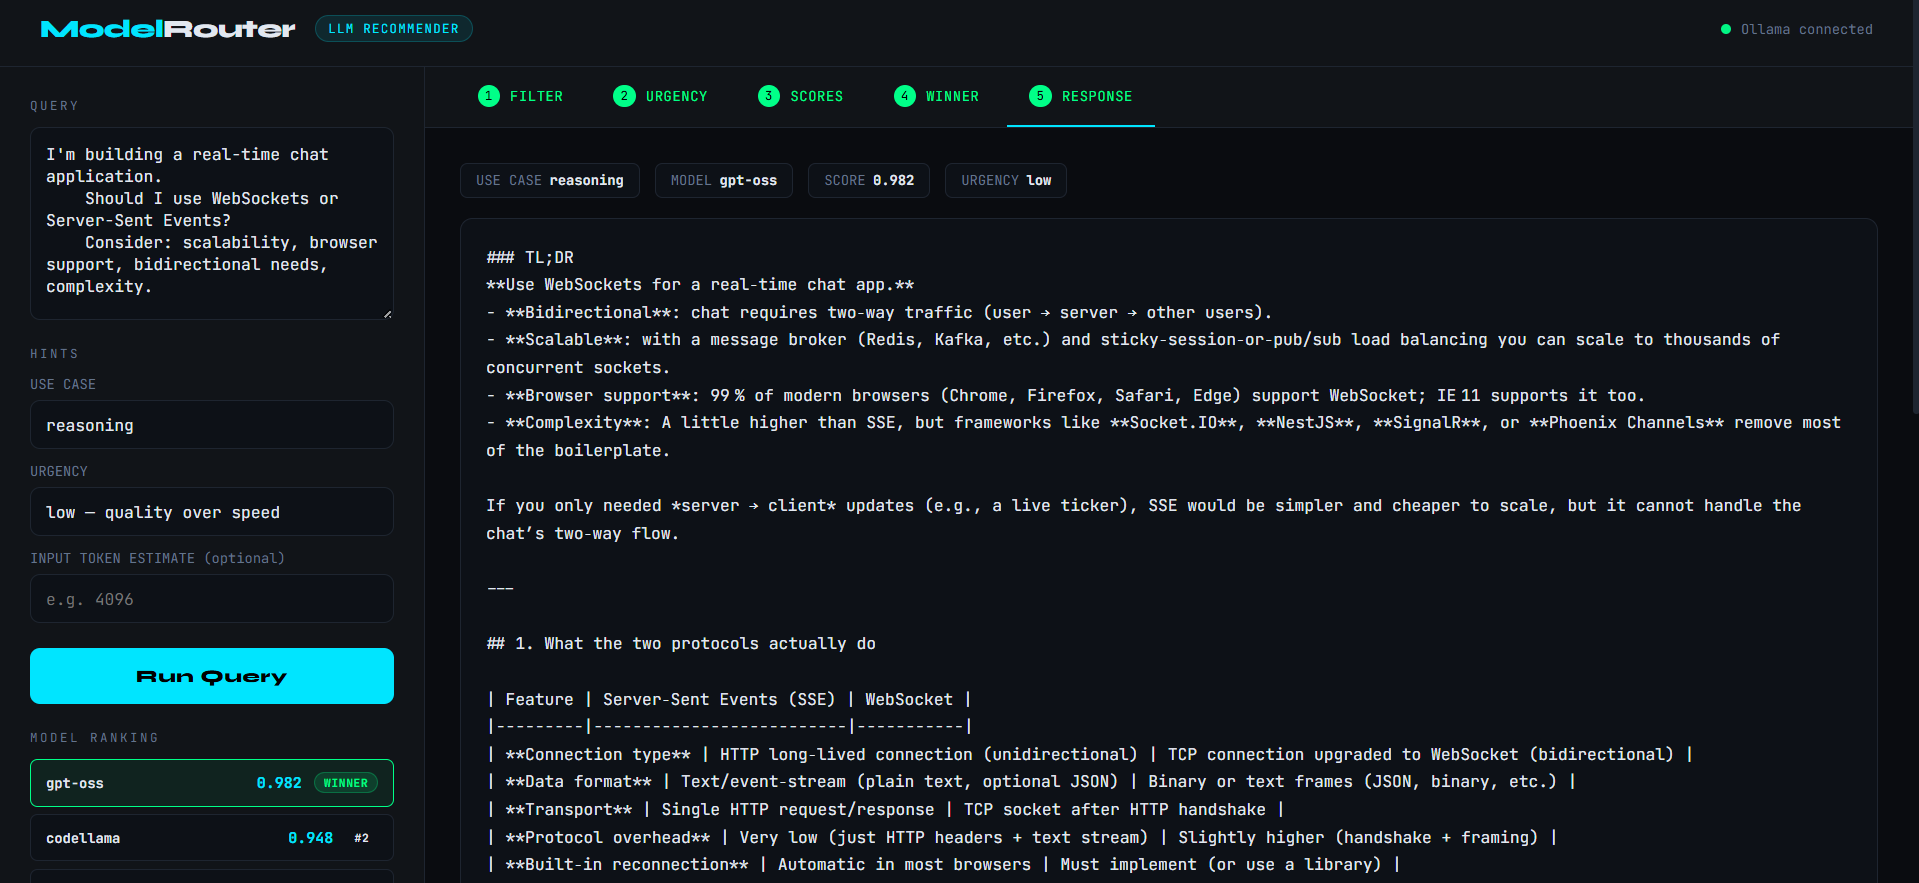 ModelRouter
LLM RECOMMENDER
Ollama connected
QUERY
I'm building a real-time chat
application.
Should I use WebSockets or
Server-Sent Events?
Consider: scalability, browser
support, bidirectional needs,
complexity.
HINTS
USE CASE
reasoning
URGENCY
low — quality over speed
INPUT TOKEN ESTIMATE (optional)
e.g. 4096
Run Query
MODEL RANKING
gpt-oss 0.982 WINNER
codellama 0.948 #2
1 FILTER
2 URGENCY
3 SCORES
4 WINNER
5 RESPONSE
USE CASE reasoning
MODEL gpt-oss
SCORE 0.982
URGENCY low
### TL;DR
**Use WebSockets for a real-time chat app.**
- **Bidirectional**: chat requires two-way traffic (user → server → other users).
- **Scalable**: with a message broker (Redis, Kafka, etc.) and sticky-session-or-pub/sub load balancing you can scale to thousands of
concurrent sockets.
- **Browser support**: 99 % of modern browsers (Chrome, Firefox, Safari, Edge) support WebSocket; IE 11 supports it too.
- **Complexity**: A little higher than SSE, but frameworks like **Socket.IO**, **NestJS**, **SignalR**, or **Phoenix Channels** remove most
of the boilerplate.
If you only needed *server → client* updates (e.g., a live ticker), SSE would be simpler and cheaper to scale, but it cannot handle the
chat’s two-way flow.
---
## 1. What the two protocols actually do
| Feature | Server-Sent Events (SSE) | WebSocket |
|---------|--------------------------|-----------|
| **Connection type** | HTTP long-lived connection (unidirectional) | TCP connection upgraded to WebSocket (bidirectional) |
| **Data format** | Text/event-stream (plain text, optional JSON) | Binary or text frames (JSON, binary, etc.) |
| **Transport** | Single HTTP request/response | TCP socket after HTTP handshake |
| **Protocol overhead** | Very low (just HTTP headers + text stream) | Slightly higher (handshake + framing) |
| **Built-in reconnection** | Automatic in most browsers | Must implement (or use a library) |